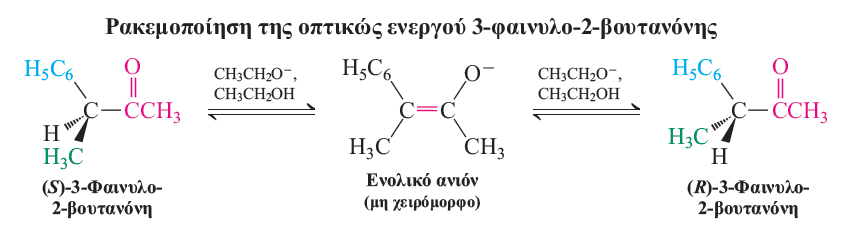 Ρακεμοποίηση της οπτικώς ενεργού 3-φαινυλο-2-βουτανόνης
H₅C₆ O
C—CCH₃
H
H₃C
(S)-3-Φαινυλο-
2-βουτανόνη
CH₃CH₂O⁻,
CH₃CH₂OH
H₅C₆ O⁻
C=C
H₃C CH₃
Ενολικό ανιόν
(μη χειρόμορφο)
CH₃CH₂O⁻,
CH₃CH₂OH
H₅C₆ O
C—CCH₃
H₃C
H
(R)-3-Φαινυλο-
2-βουτανόνη